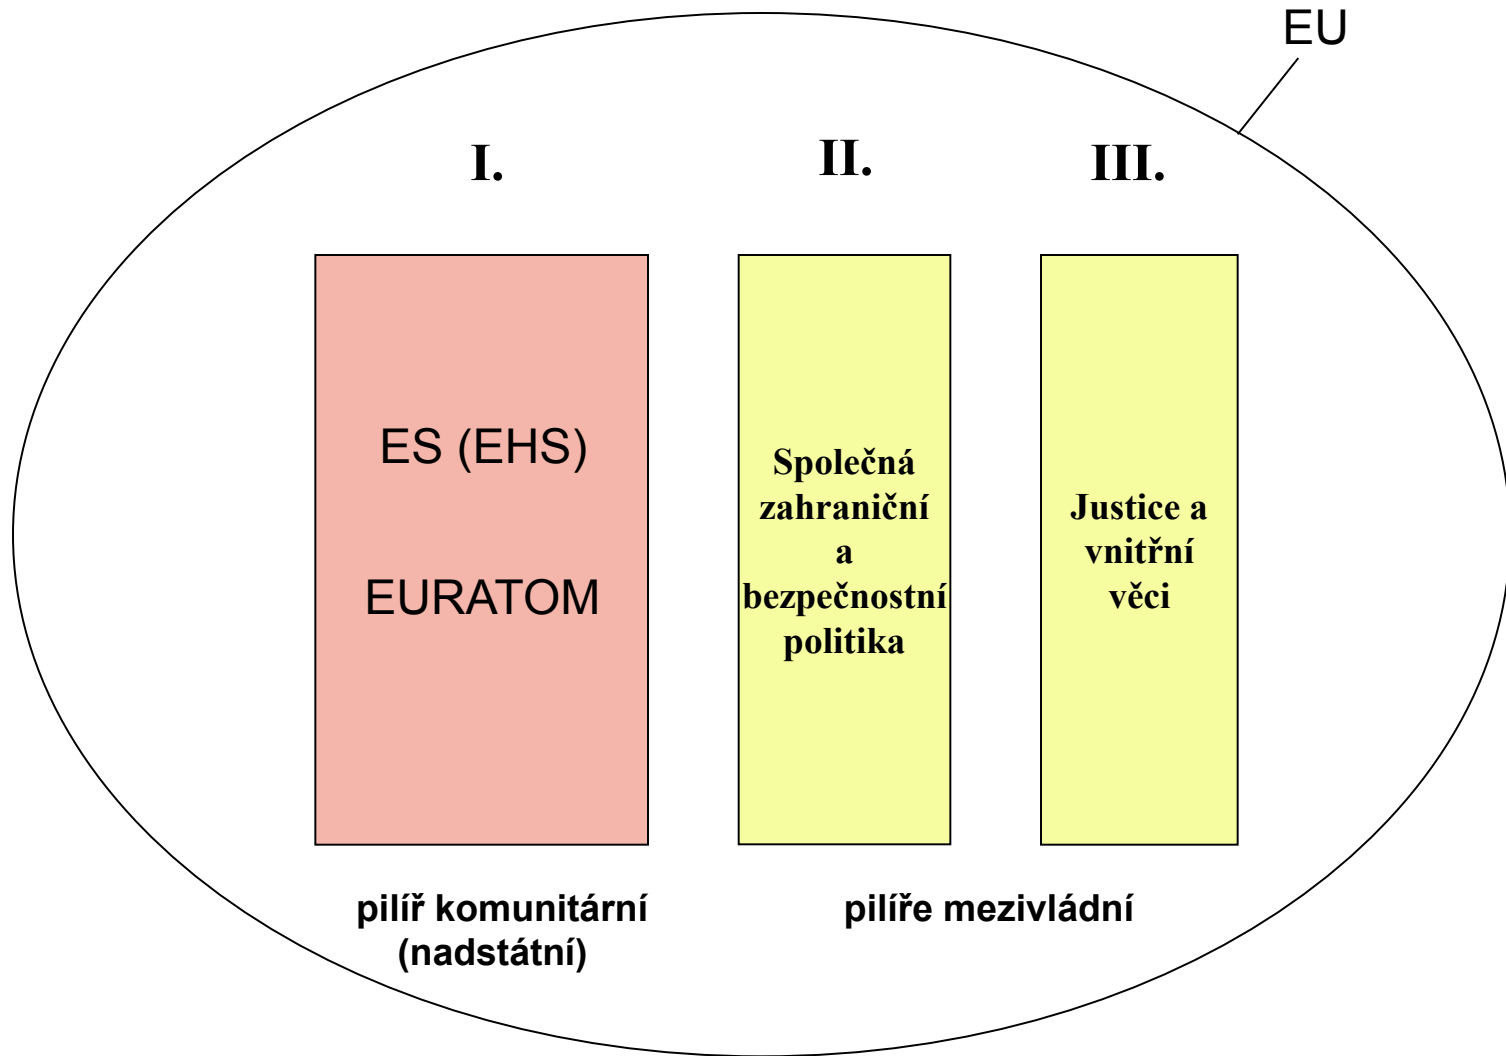 EU
I.
II.
III.
ES (EHS)
EURATOM
Společná
zahraniční
a
bezpečnostní
politika
Justice a
vnitřní
věci
pilíř komunitární
(nadstátní)
pilíře mezivládní